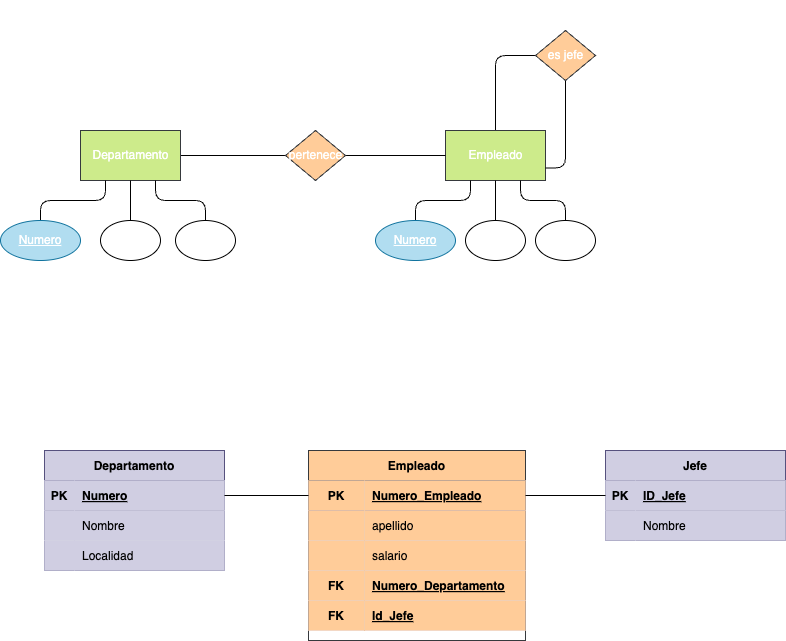 es jefe
Departamento
pertenece
Empleado
Numero
Numero
Departamento
PK Numero
Nombre
Localidad
Empleado
PK Numero_Empleado
apellido
salario
FK Numero_Departamento
FK Id_Jefe
Jefe
PK ID_Jefe
Nombre